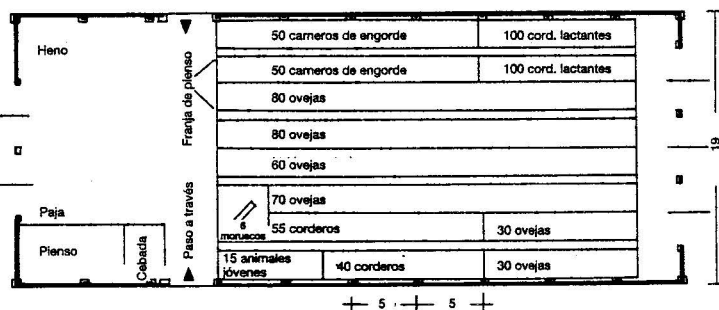 Heno
Paja
Pienso
Cebada
Franja de pienso
Paso a través
50 carneros de engorde
100 cord. lactantes
50 carneros de engorde
100 cord. lactantes
80 ovejas
80 ovejas
60 ovejas
70 ovejas
6
moruecos
55 corderos
30 ovejas
15 animales
jóvenes
40 corderos
30 ovejas
19
5
5